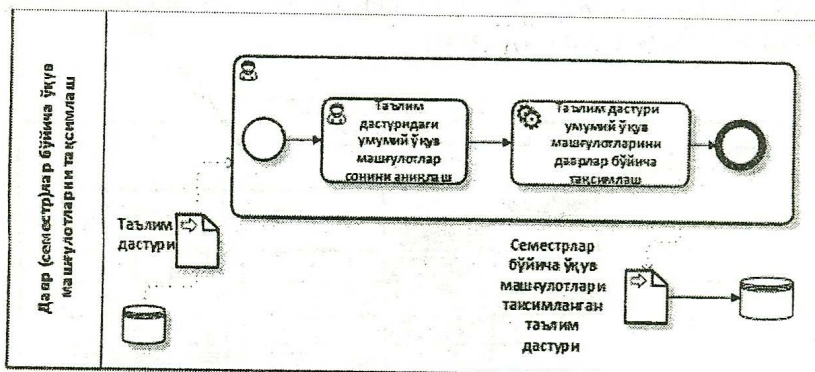 Давр (семестр)лар бўйича ўқув
машғулотларни тақсимлаш
Таълим
дастуридаги
умумий ўқув
машғулотлар
сонини аниқлаш
Таълим дастури
умумий ўқув
машғулотларини
даврлар бўйича
тақсимлаш
Таълим
дастури
Семестрлар
бўйича ўқув
машғулотлари
тақсимланган
таълим
дастури